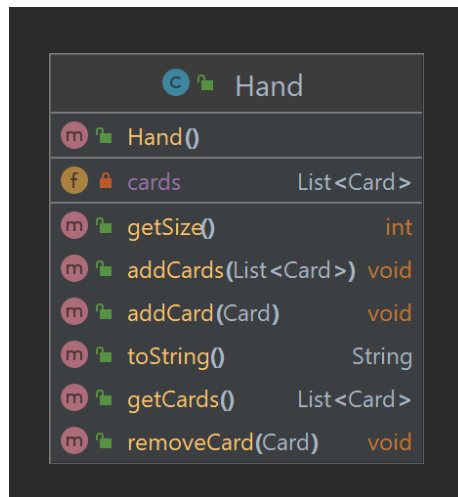 C Hand
m Hand()
f cards List<Card>
m getSize() int
m addCards(List<Card>) void
m addCard(Card) void
m toString() String
m getCards() List<Card>
m removeCard(Card) void